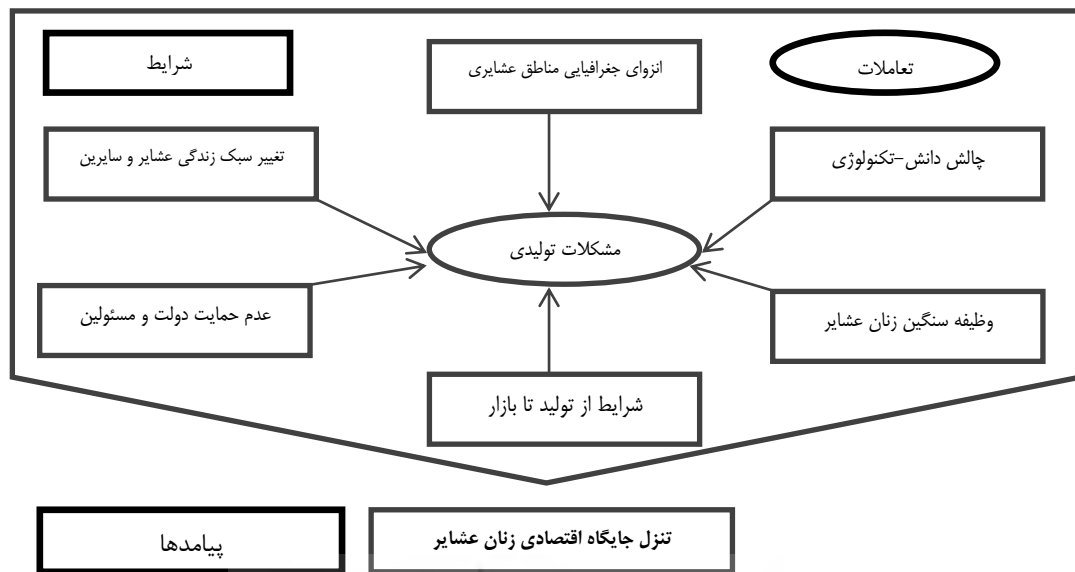 تعاملات
انزوای جغرافیایی مناطق عشایری
شرایط
چالش دانش-تکنولوژی
تغییر سبک زندگی عشایر و سایرین
مشکلات تولیدی
وظیفه سنگین زنان عشایر
عدم حمایت دولت و مسئولین
شرایط از تولید تا بازار
تنزل جایگاه اقتصادی زنان عشایر
پیامدها